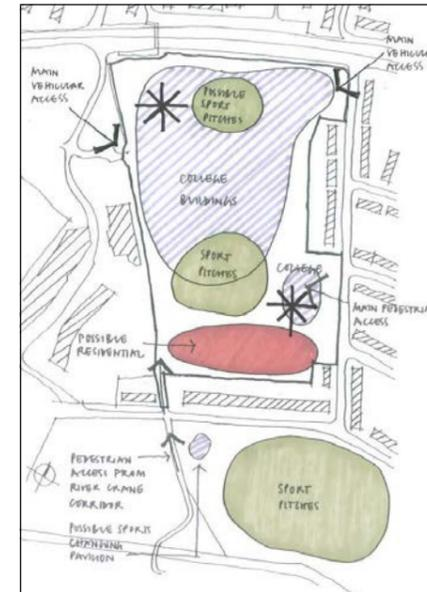 MAIN
VEHICULAR
ACCESS
MAIN
VEHICULAR
ACCESS
POSSIBLE
SPORT
PITCHES
COLLEGE
BUILDINGS
SPORT
PITCHES
COLLEGE
MAIN PEDESTRIA
ACCESS
POSSIBLE
RESIDENTIAL
PEDESTRIAN
ACCESS FROM
RIVER CRANE
CORRIDOR
POSSIBLE SPORTS
CHANGING
PAVILION
SPORT
PITCHES